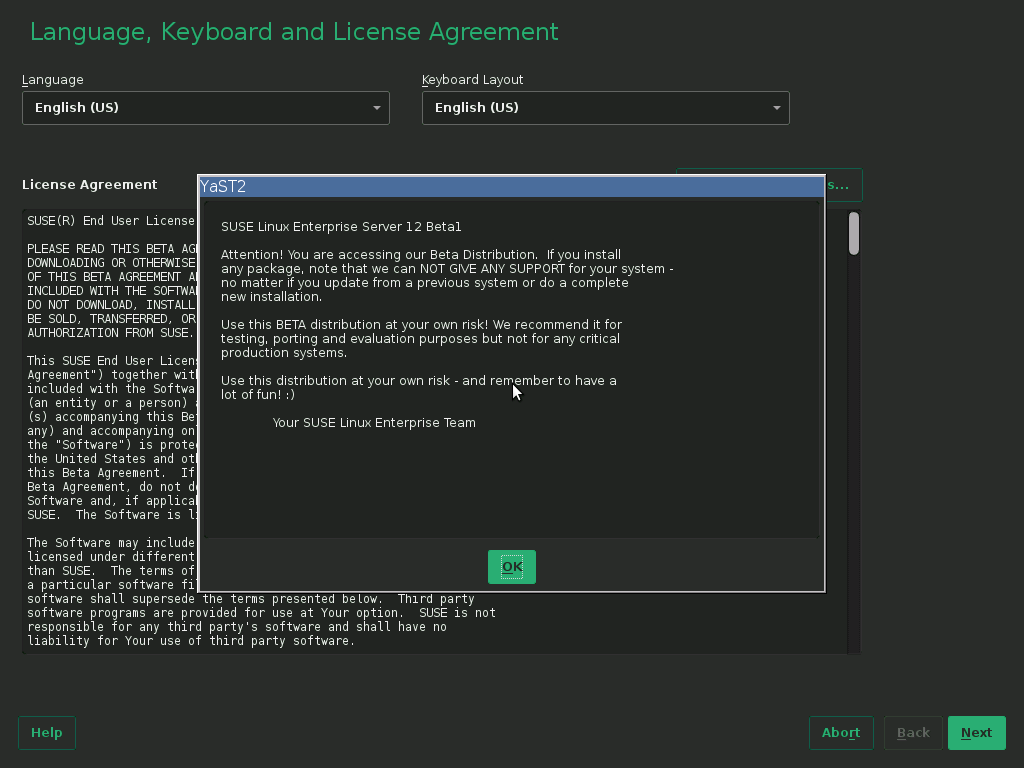 Language, Keyboard and License Agreement
Language
Keyboard Layout
English (US)
English (US)
License Agreement
s...
SUSE(R) End User License
PLEASE READ THIS BETA
DOWNLOADING OR OTHERWISE
OF THIS BETA AGREEMENT
INCLUDED WITH THE
DO NOT DOWNLOAD, INSTALL
BE SOLD, TRANSFERRED, OR
AUTHORIZATION FROM SUSE.
This SUSE End User
Agreement") together
included with the
(an entity or a person)
(s) accompanying this
any) and accompanying
the "Software") is
the United States and
this Beta Agreement. If
Beta Agreement, do not
Software and, if
SUSE. The Software is
The Software may include
licensed under different
than SUSE. The terms of
a particular software
software shall supersede the terms presented below. Third party
software programs are provided for use at Your option. SUSE is not
responsible for any third party's software and shall have no
liability for Your use of third party software.
YaST2
SUSE Linux Enterprise Server 12 Beta1
Attention! You are accessing our Beta Distribution. If you install
any package, note that we can NOT GIVE ANY SUPPORT for your system -
no matter if you update from a previous system or do a complete
new installation.
Use this BETA distribution at your own risk! We recommend it for
testing, porting and evaluation purposes but not for any critical
production systems.
Use this distribution at your own risk - and remember to have a
lot of fun! :)
Your SUSE Linux Enterprise Team
OK
Help
Abort
Back
Next